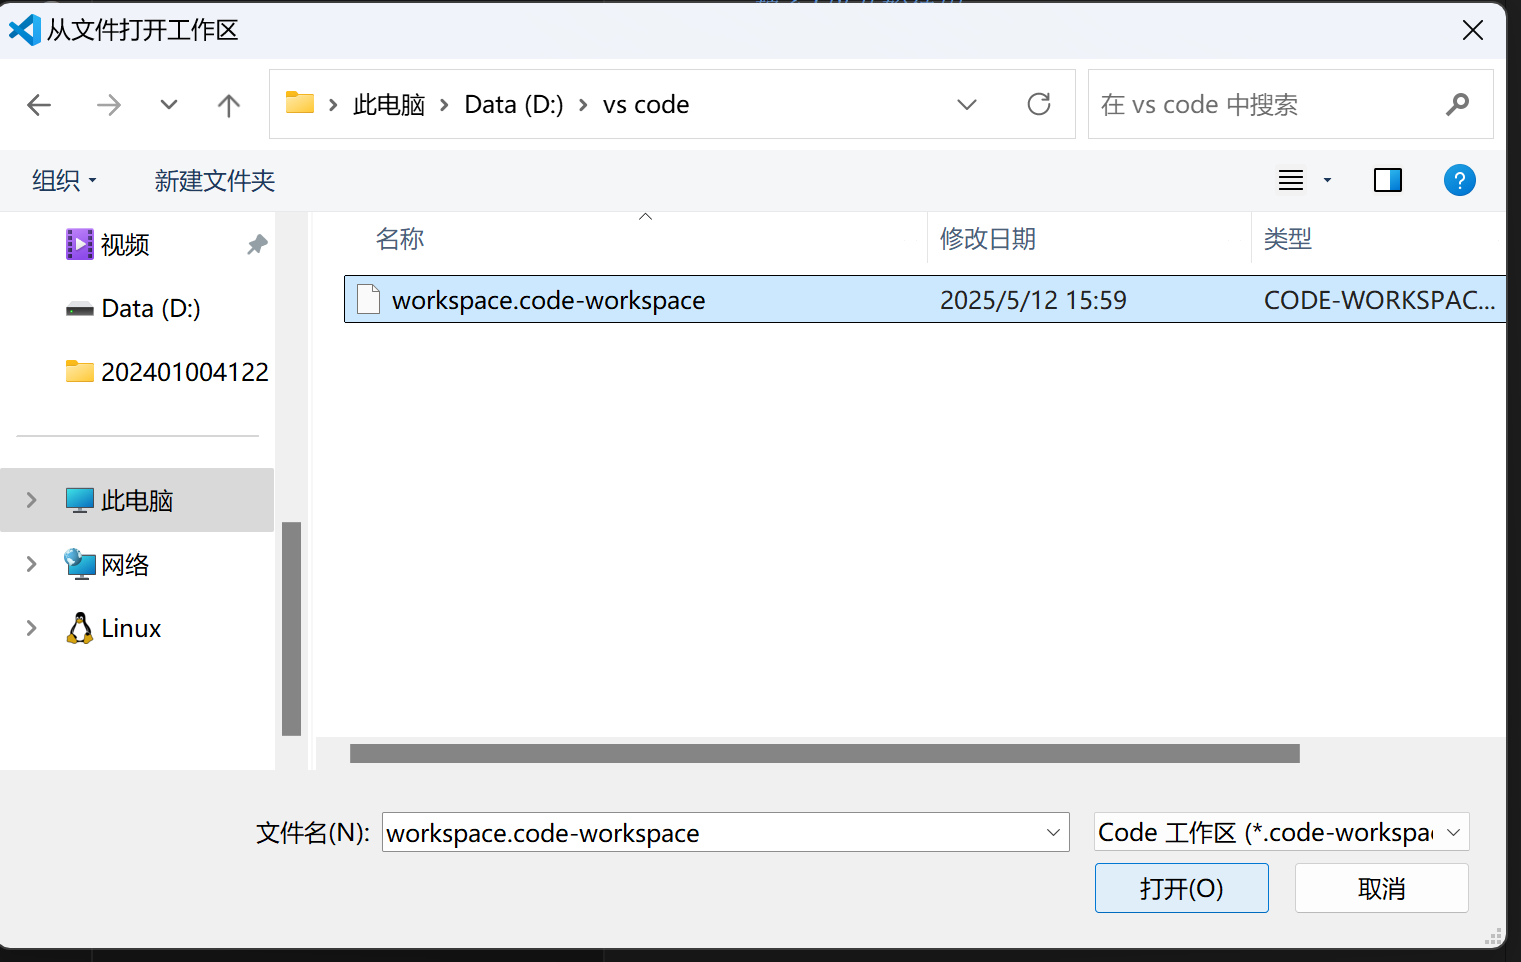 从文件打开工作区
此电脑 Data (D:) vs code
在 vs code 中搜索
组织 新建文件夹
?
视频
Data (D:)
202401004122
此电脑
网络
Linux
名称 修改日期 类型
workspace.code-workspace 2025/5/12 15:59 CODE-WORKSPAC...
文件名(N): workspace.code-workspace
Code 工作区 (*.code-workspa
打开(O) 取消